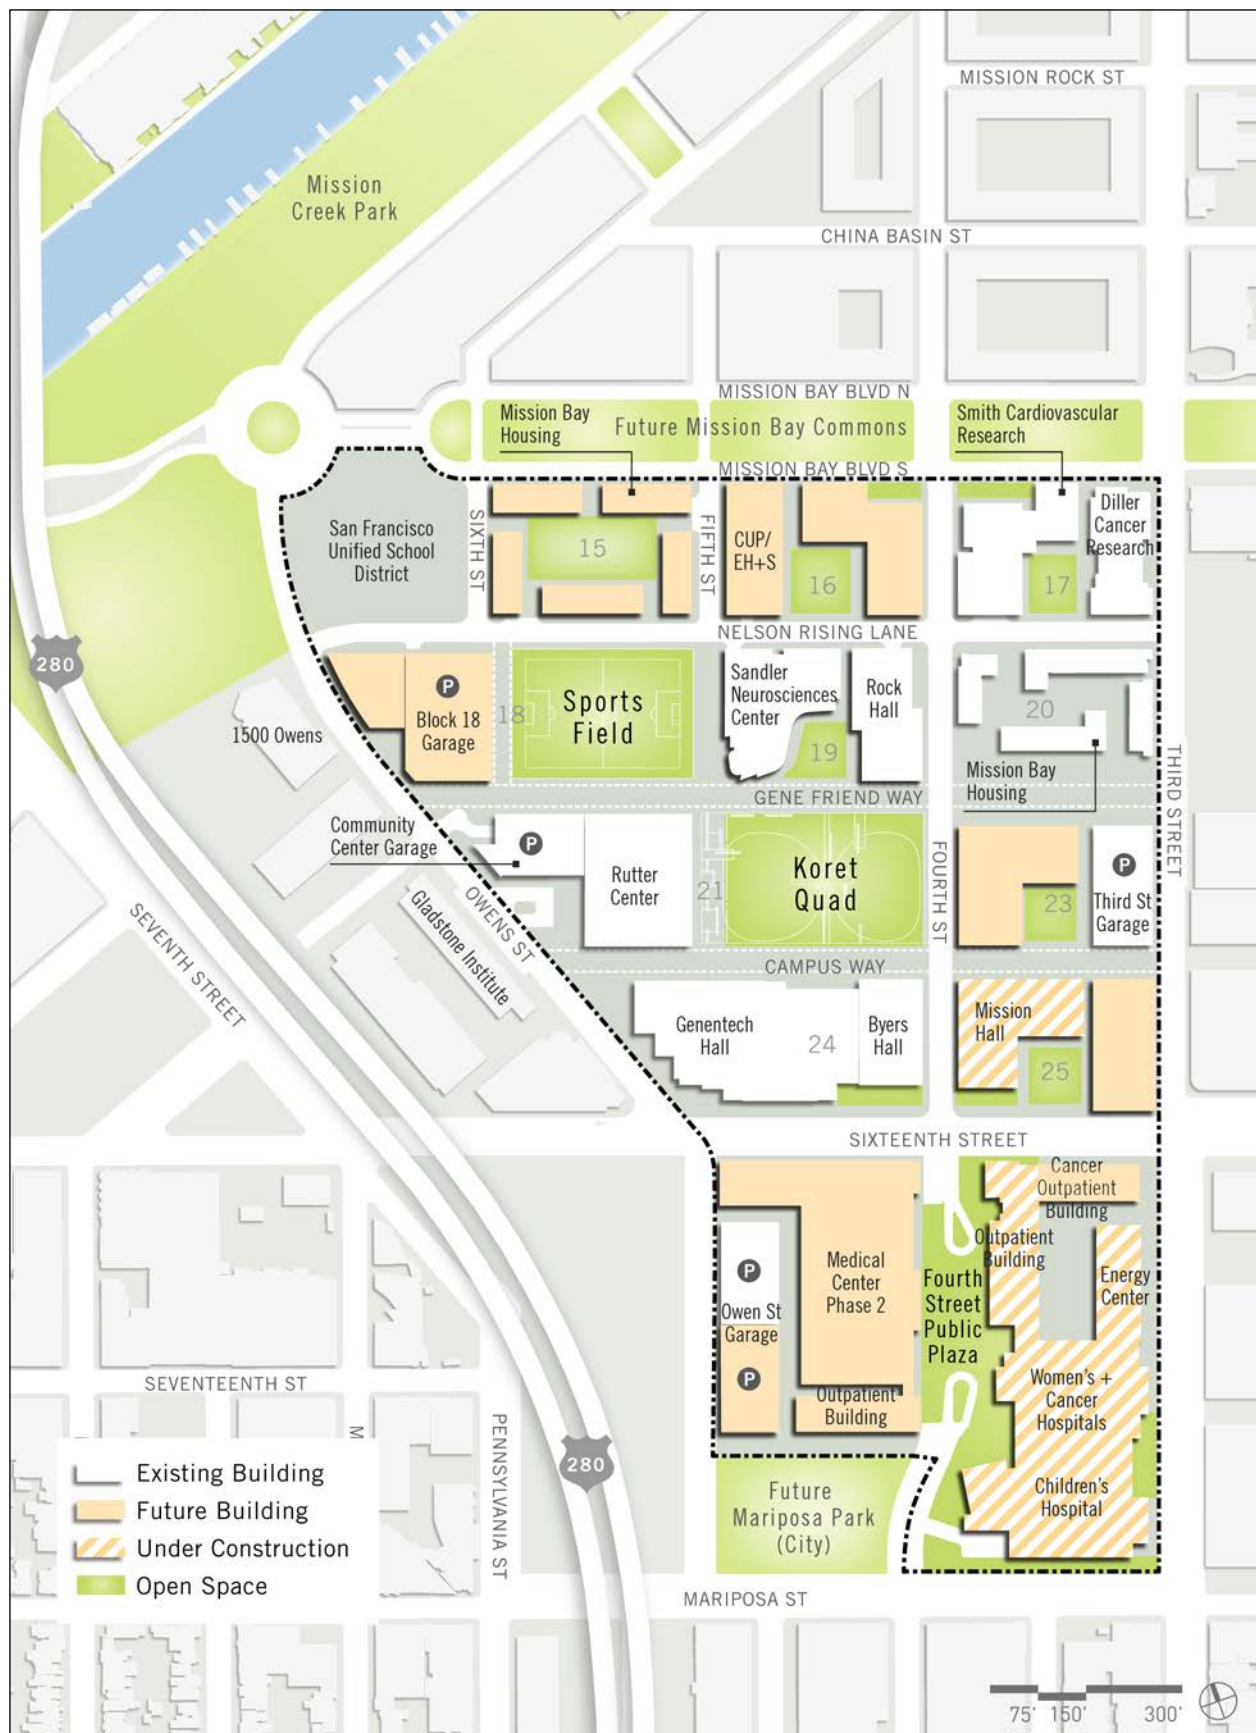 MISSION ROCK ST
Mission
Creek Park
CHINA BASIN ST
MISSION BAY BLVD N
Mission Bay
Housing
Future Mission Bay Commons
Smith Cardiovascular
Research
MISSION BAY BLVD S
San Francisco
Unified School
District
SIXTH ST
15
FIFTH ST
CUP/
EH+S
16
17
Diller
Cancer
Research
NELSON RISING LANE
280
1500 Owens
P
Block 18
Garage
18
Sports
Field
Sandler
Neurosciences
Center
19
Rock
Hall
20
Mission Bay
Housing
THIRD STREET
GENE FRIEND WAY
Community
Center Garage
P
Rutter
Center
21
Koret
Quad
FOURTH ST
23
P
Third St
Garage
OWENS ST
Gladstone Institute
SEVENTH STREET
CAMPUS WAY
Genentech
Hall
24
Byers
Hall
Mission
Hall
25
SIXTEENTH STREET
Cancer
Outpatient
Building
Outpatient
Building
Energy
Center
P
Owen St
Garage
P
Medical
Center
Phase 2
Fourth
Street
Public
Plaza
Outpatient
Building
Women's +
Cancer
Hospitals
Children's
Hospital
SEVENTEENTH ST
M
PENNSYLVANIA ST
280
Existing Building
Future Building
Under Construction
Open Space
Future
Mariposa Park
(City)
MARIPOSA ST
75' 150' 300'